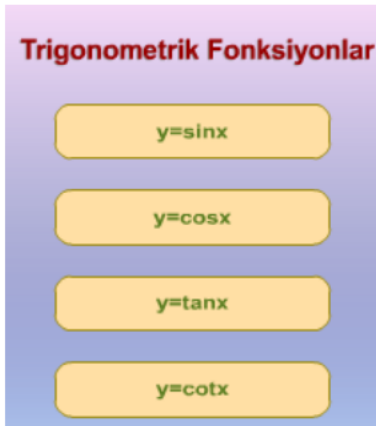 Trigonometrik Fonksiyonlar
y=sinx
y=cosx
y=tanx
y=cotx